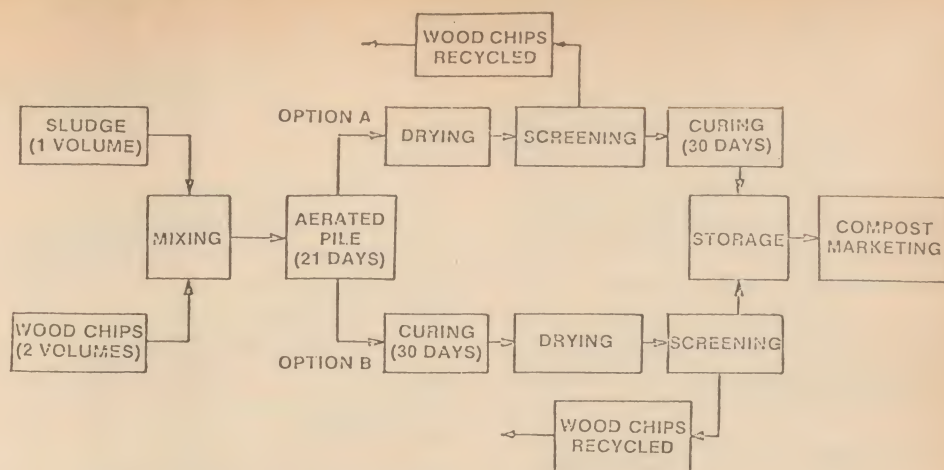 WOOD CHIPS
RECYCLED
OPTION A
SLUDGE
(1 VOLUME)
DRYING
SCREENING
CURING
(30 DAYS)
MIXING
AERATED
PILE
(21 DAYS)
STORAGE
COMPOST
MARKETING
WOOD CHIPS
(2 VOLUMES)
OPTION B
CURING
(30 DAYS)
DRYING
SCREENING
WOOD CHIPS
RECYCLED